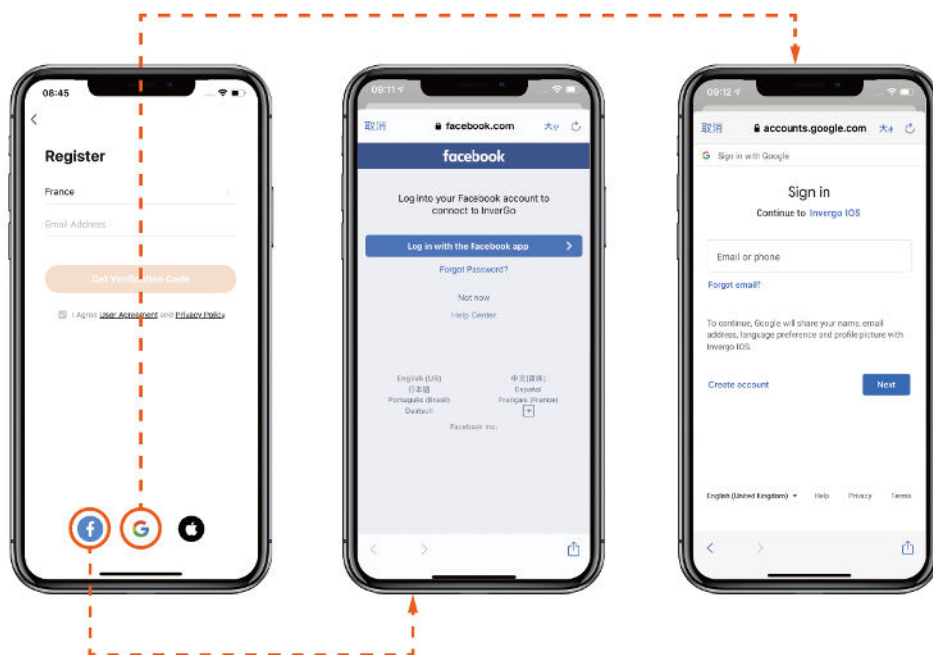 08:45
Register
France
Email Address
Get Verification Code
I Agree User Agreement and Privacy Policy
09:11
取消
facebook.com
大小
facebook
Log into your Facebook account to
connect to InverGo
Log in with the Facebook app
Forgot Password?
Not now
Help Center
English (US)
中文(简体)
日本語
Español
Português (Brasil)
Français (France)
Deutsch
Facebook Inc.
09:12
取消
accounts.google.com
大小
Sign in with Google
Sign in
Continue to Invergo IOS
Email or phone
Forgot email?
To continue, Google will share your name, email
address, language preference and profile picture with
Invergo IOS.
Create account
Next
English (United Kingdom)
Help
Privacy
Terms